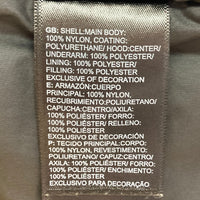 GB: SHELL:MAIN BODY:
100% NYLON, COATING:
POLYURETHANE/ HOOD:CENTER/
UNDERARM: 100% POLYESTER/
LINING: 100% POLYESTER/
FILLING: 100% POLYESTER
EXCLUSIVE OF DECORATION
E: ARMAZÓN:CUERPO
PRINCIPAL: 100% NYLON,
RECUBRIMIENTO:POLIURETANO/
CAPUCHA:CENTRO/AXILA:
100% POLIÉSTER/ FORRO:
100% POLIÉSTER/ RELLENO:
100% POLIÉSTER
EXCLUSIVO DE DECORACIÓN
P: TECIDO PRINCIPAL:CORPO:
100% NYLON, REVESTIMENTO:
POLIURETANO/ CAPUZ:CENTRO/
AXILA: 100% POLIÉSTER/ FORRO:
100% POLIÉSTER/ ENCHIMENTO:
100% POLIÉSTER
EXCLUSIVO PARA DECORAÇÃO